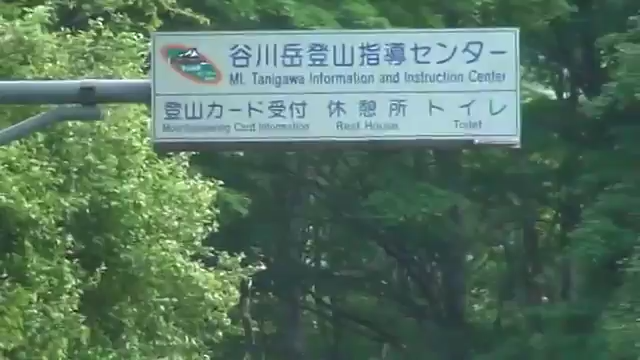 谷川岳登山指導センター
Mt. Tanigawa Information and Instruction Center
登山カード受付 休憩所 トイレ
Mountaineering Card Information Rest House Toilet